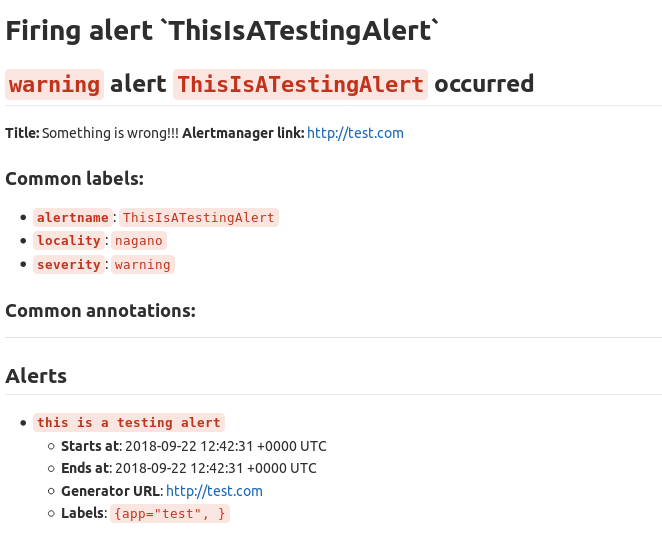 Firing alert `ThisIsATestingAlert`
warning alert ThisIsATestingAlert occurred
Title: Something is wrong!!! Alertmanager link: http://test.com
Common labels:
alertname: ThisIsATestingAlert
locality: nagano
severity: warning
Common annotations:
Alerts
this is a testing alert
Starts at: 2018-09-22 12:42:31 +0000 UTC
Ends at: 2018-09-22 12:42:31 +0000 UTC
Generator URL: http://test.com
Labels: {app="test", }